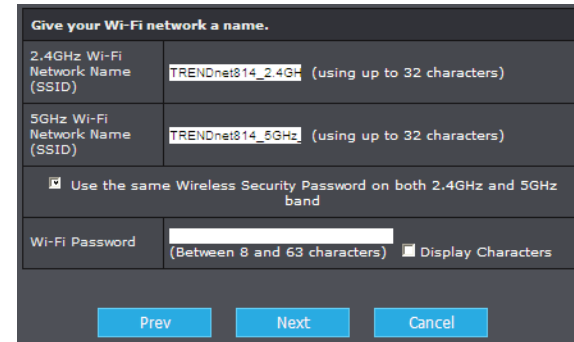 Give your Wi-Fi network a name.
2.4GHz Wi-Fi
Network Name
(SSID)
TRENDnet814_2.4GH (using up to 32 characters)
5GHz Wi-Fi
Network Name
(SSID)
TRENDnet814_5GHz_ (using up to 32 characters)
Use the same Wireless Security Password on both 2.4GHz and 5GHz
band
Wi-Fi Password
(Between 8 and 63 characters) Display Characters
Prev Next Cancel